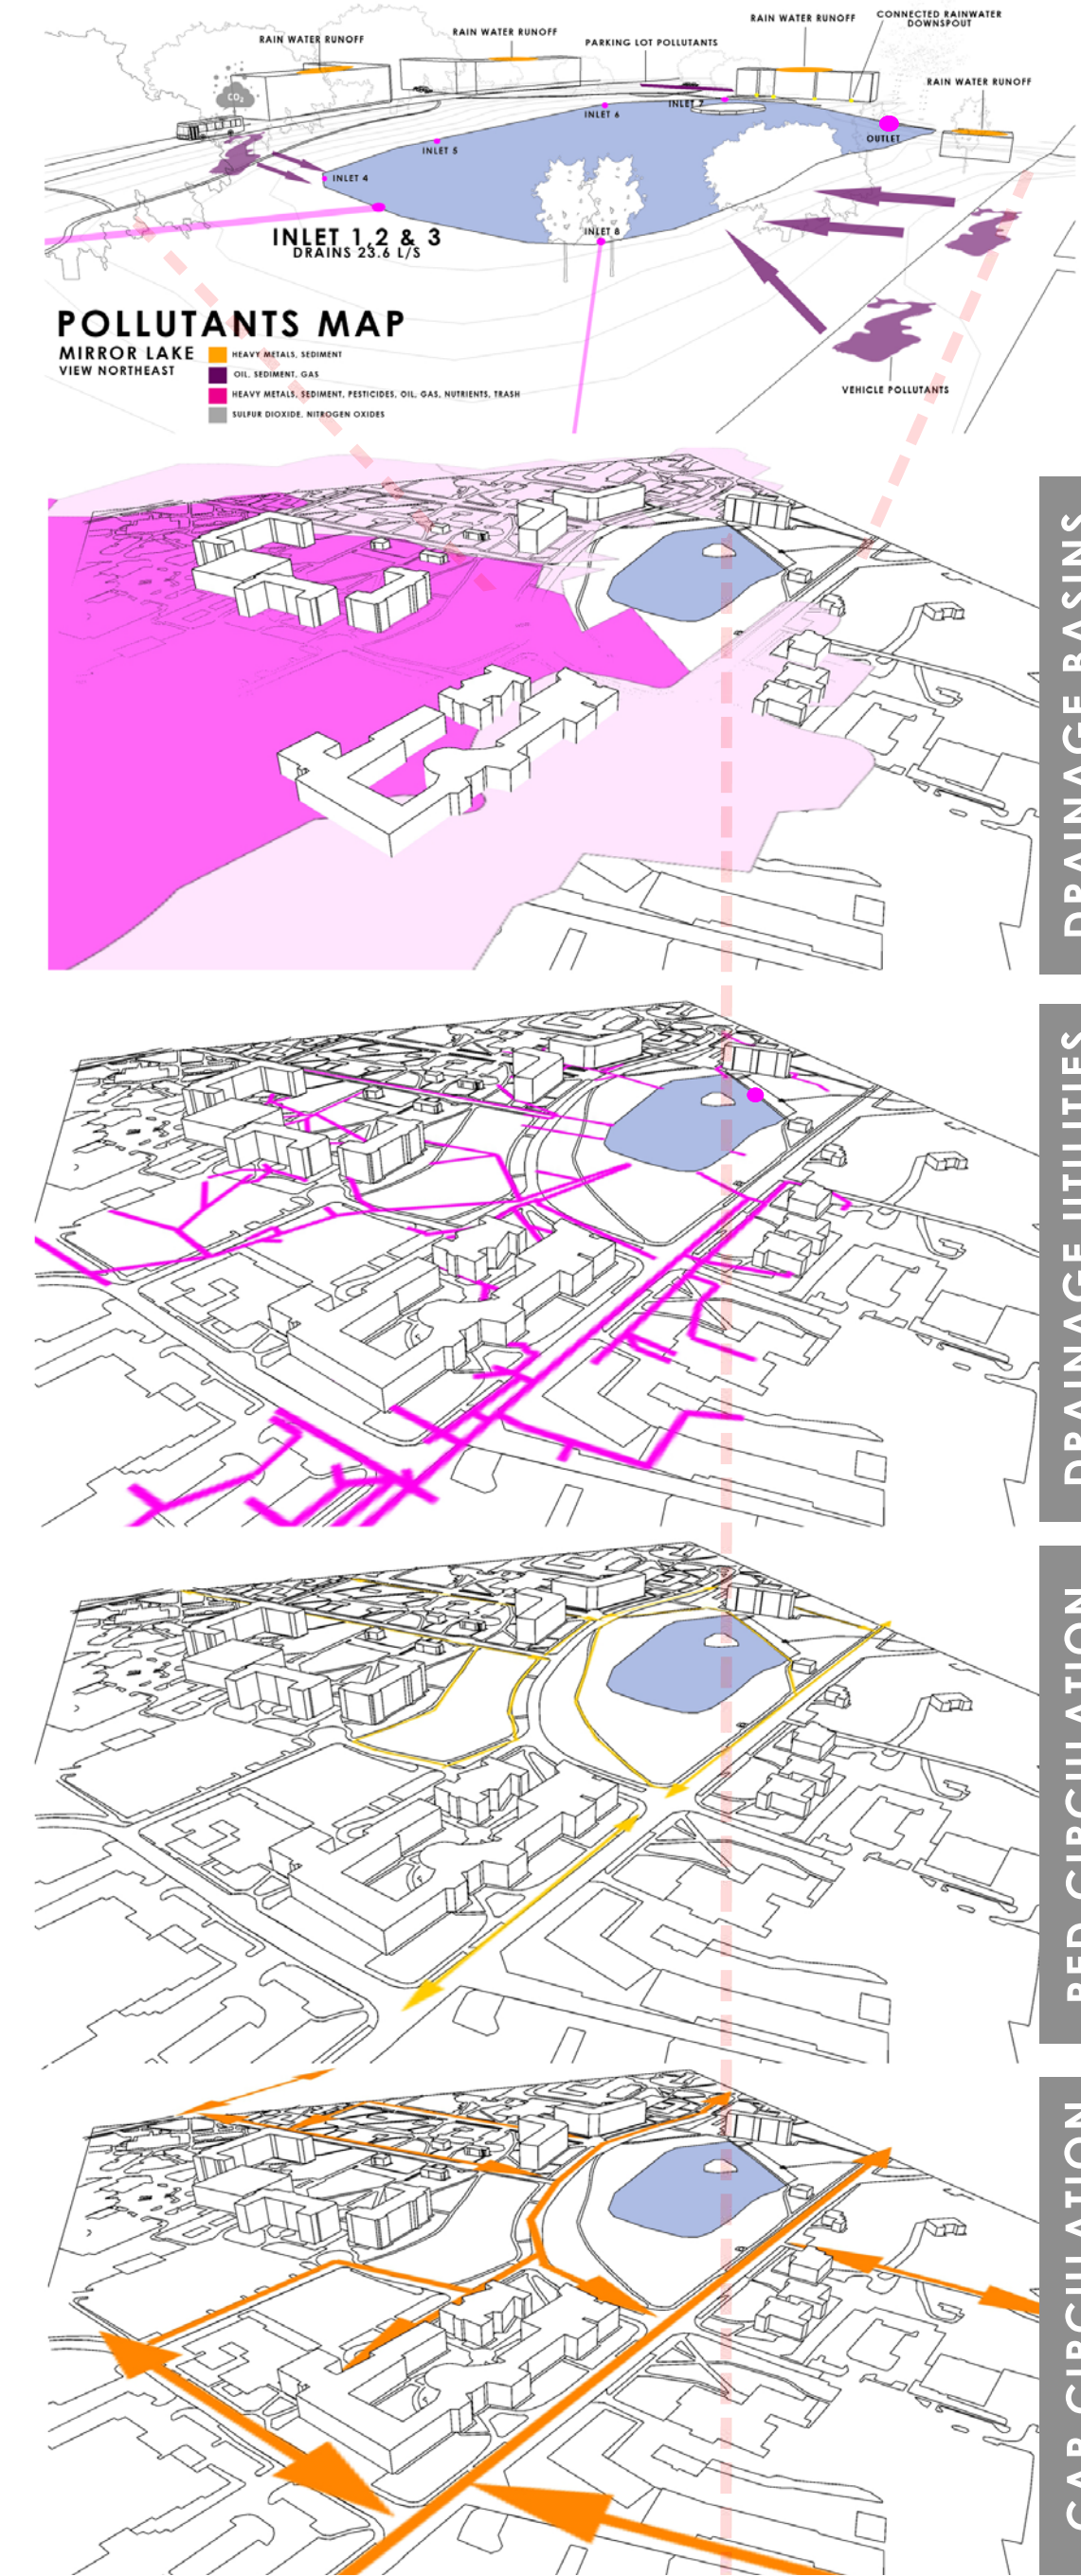 RAIN WATER RUNOFF
RAIN WATER RUNOFF
PARKING LOT POLLUTANTS
RAIN WATER RUNOFF
CONNECTED RAINWATER
DOWNSPOUT
RAIN WATER RUNOFF
CO2
INLET 7
INLET 6
OUTLET
INLET 5
INLET 4
INLET 8
INLET 1,2 & 3
DRAINS 23.6 L/S
POLLUTANTS MAP
MIRROR LAKE
VIEW NORTHEAST
HEAVY METALS, SEDIMENT
OIL, SEDIMENT, GAS
HEAVY METALS, SEDIMENT, PESTICIDES, OIL, GAS, NUTRIENTS, TRASH
SULFUR DIOXIDE, NITROGEN OXIDES
VEHICLE POLLUTANTS
DRAINAGE BASINS
DRAINAGE UTILITIES
PED CIRCULATION
CAR CIRCULATION